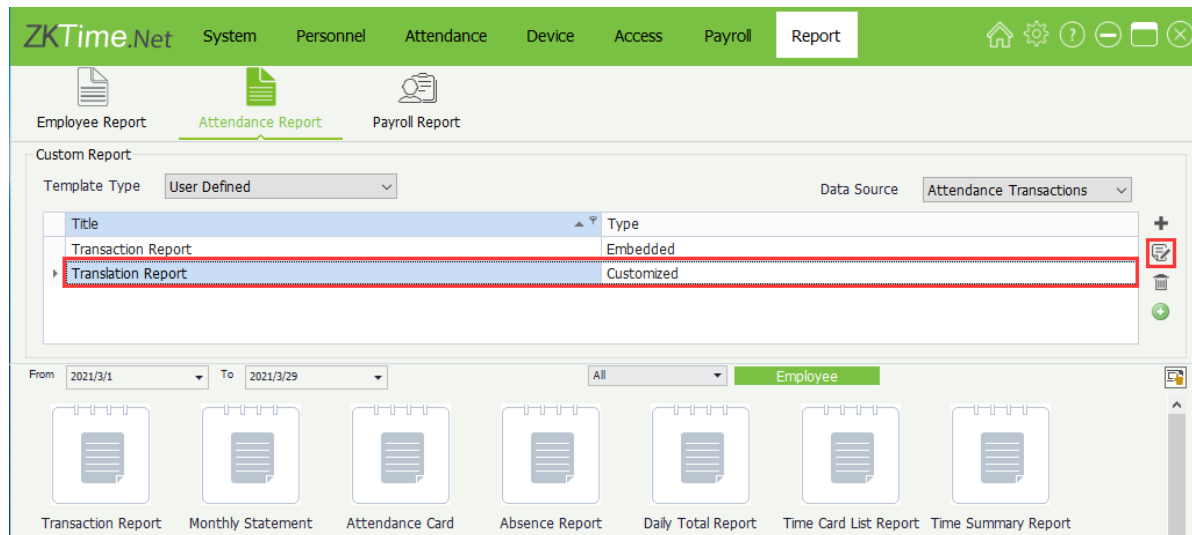 ZKTime.Net System Personnel Attendance Device Access Payroll Report
Employee Report Attendance Report Payroll Report
Custom Report
Template Type User Defined Data Source Attendance Transactions
Title Type
Transaction Report Embedded
Translation Report Customized
From 2021/3/1 To 2021/3/29 All Employee
Transaction Report Monthly Statement Attendance Card Absence Report Daily Total Report Time Card List Report Time Summary Report